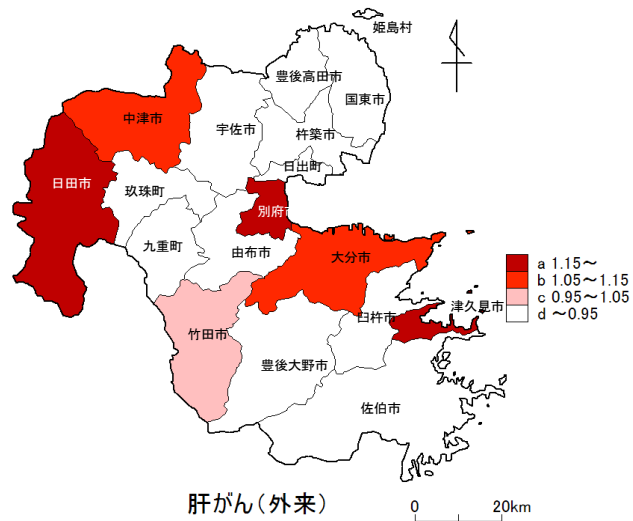 姫島村
豊後高田市
国東市
中津市
宇佐市
杵築市
日出町
日田市
玖珠町
別府市
九重町
由布市
大分市
a 1.15～
b 1.05～1.15
c 0.95～1.05
d ～0.95
津久見市
臼杵市
竹田市
豊後大野市
佐伯市
肝がん(外来)
0 20km